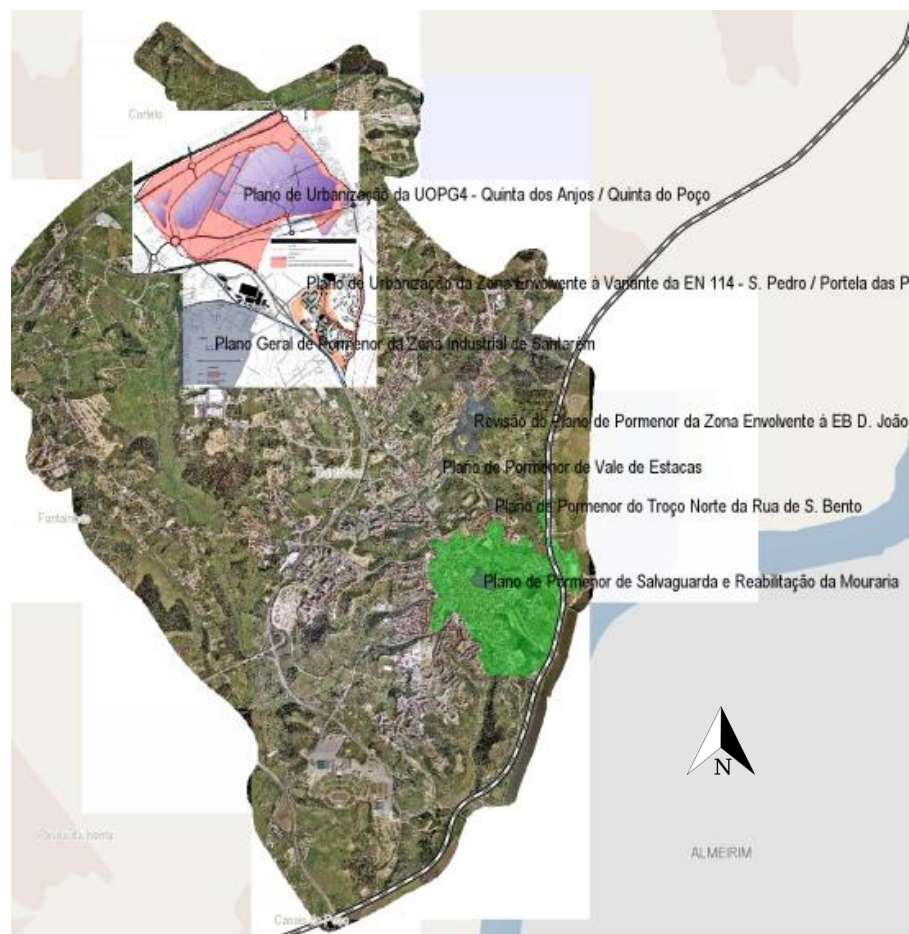 Plano de Urbanização da UOPG4 - Quinta dos Anjos / Quinta do Poço
Plano de Urbanização da Zona Envolvente à Variante da EN 114 - S. Pedro / Portela das P
Plano Geral de Pormenor da Zona Industrial de Santarém
Revisão do Plano de Pormenor da Zona Envolvente à EB D. João
Plano de Pormenor de Vale de Estacas
Plano de Pormenor do Troço Norte da Rua de S. Bento
Plano de Pormenor de Salvaguarda e Reabilitação da Mouraria
N
ALMEIRIM